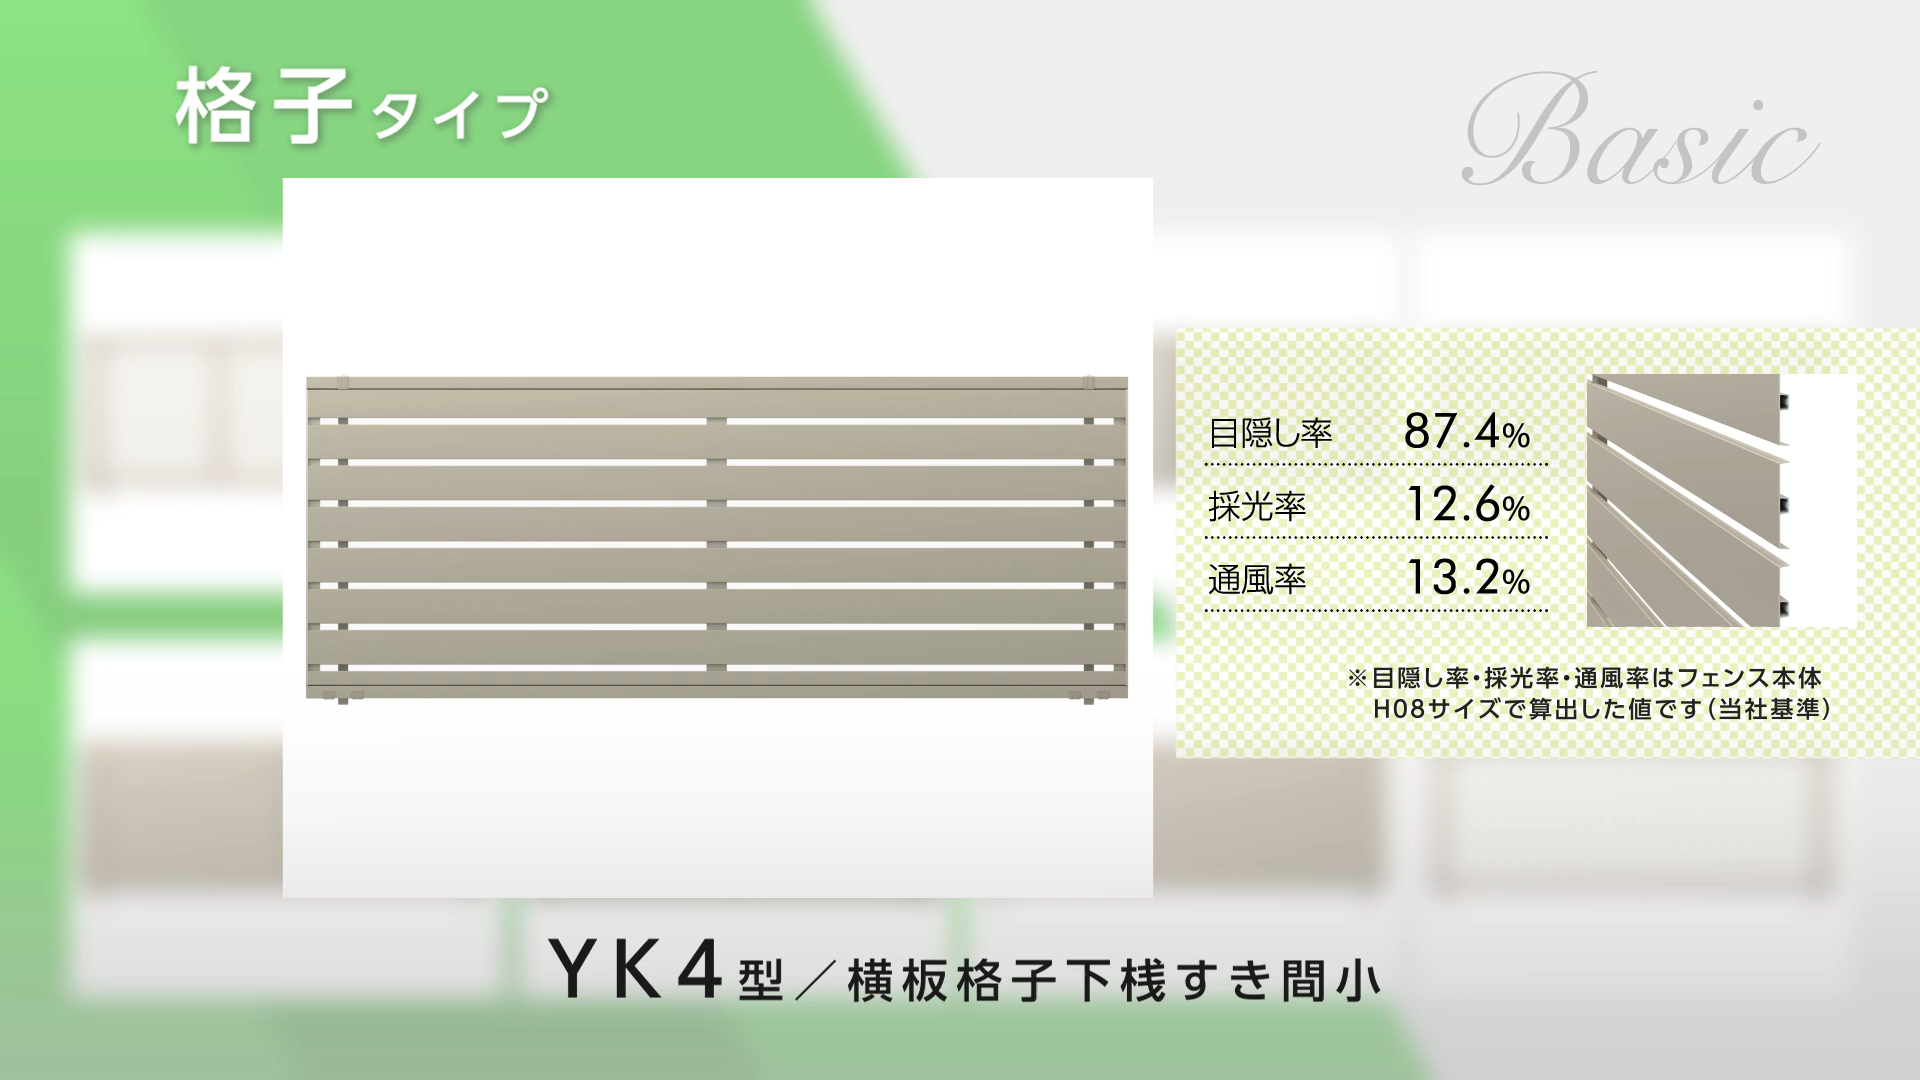 格子タイプ
Basic
目隠し率 87.4%
採光率 12.6%
通風率 13.2%
※目隠し率・採光率・通風率はフェンス本体
H08サイズで算出した値です(当社基準)
YK4型／横板格子下桟すき間小